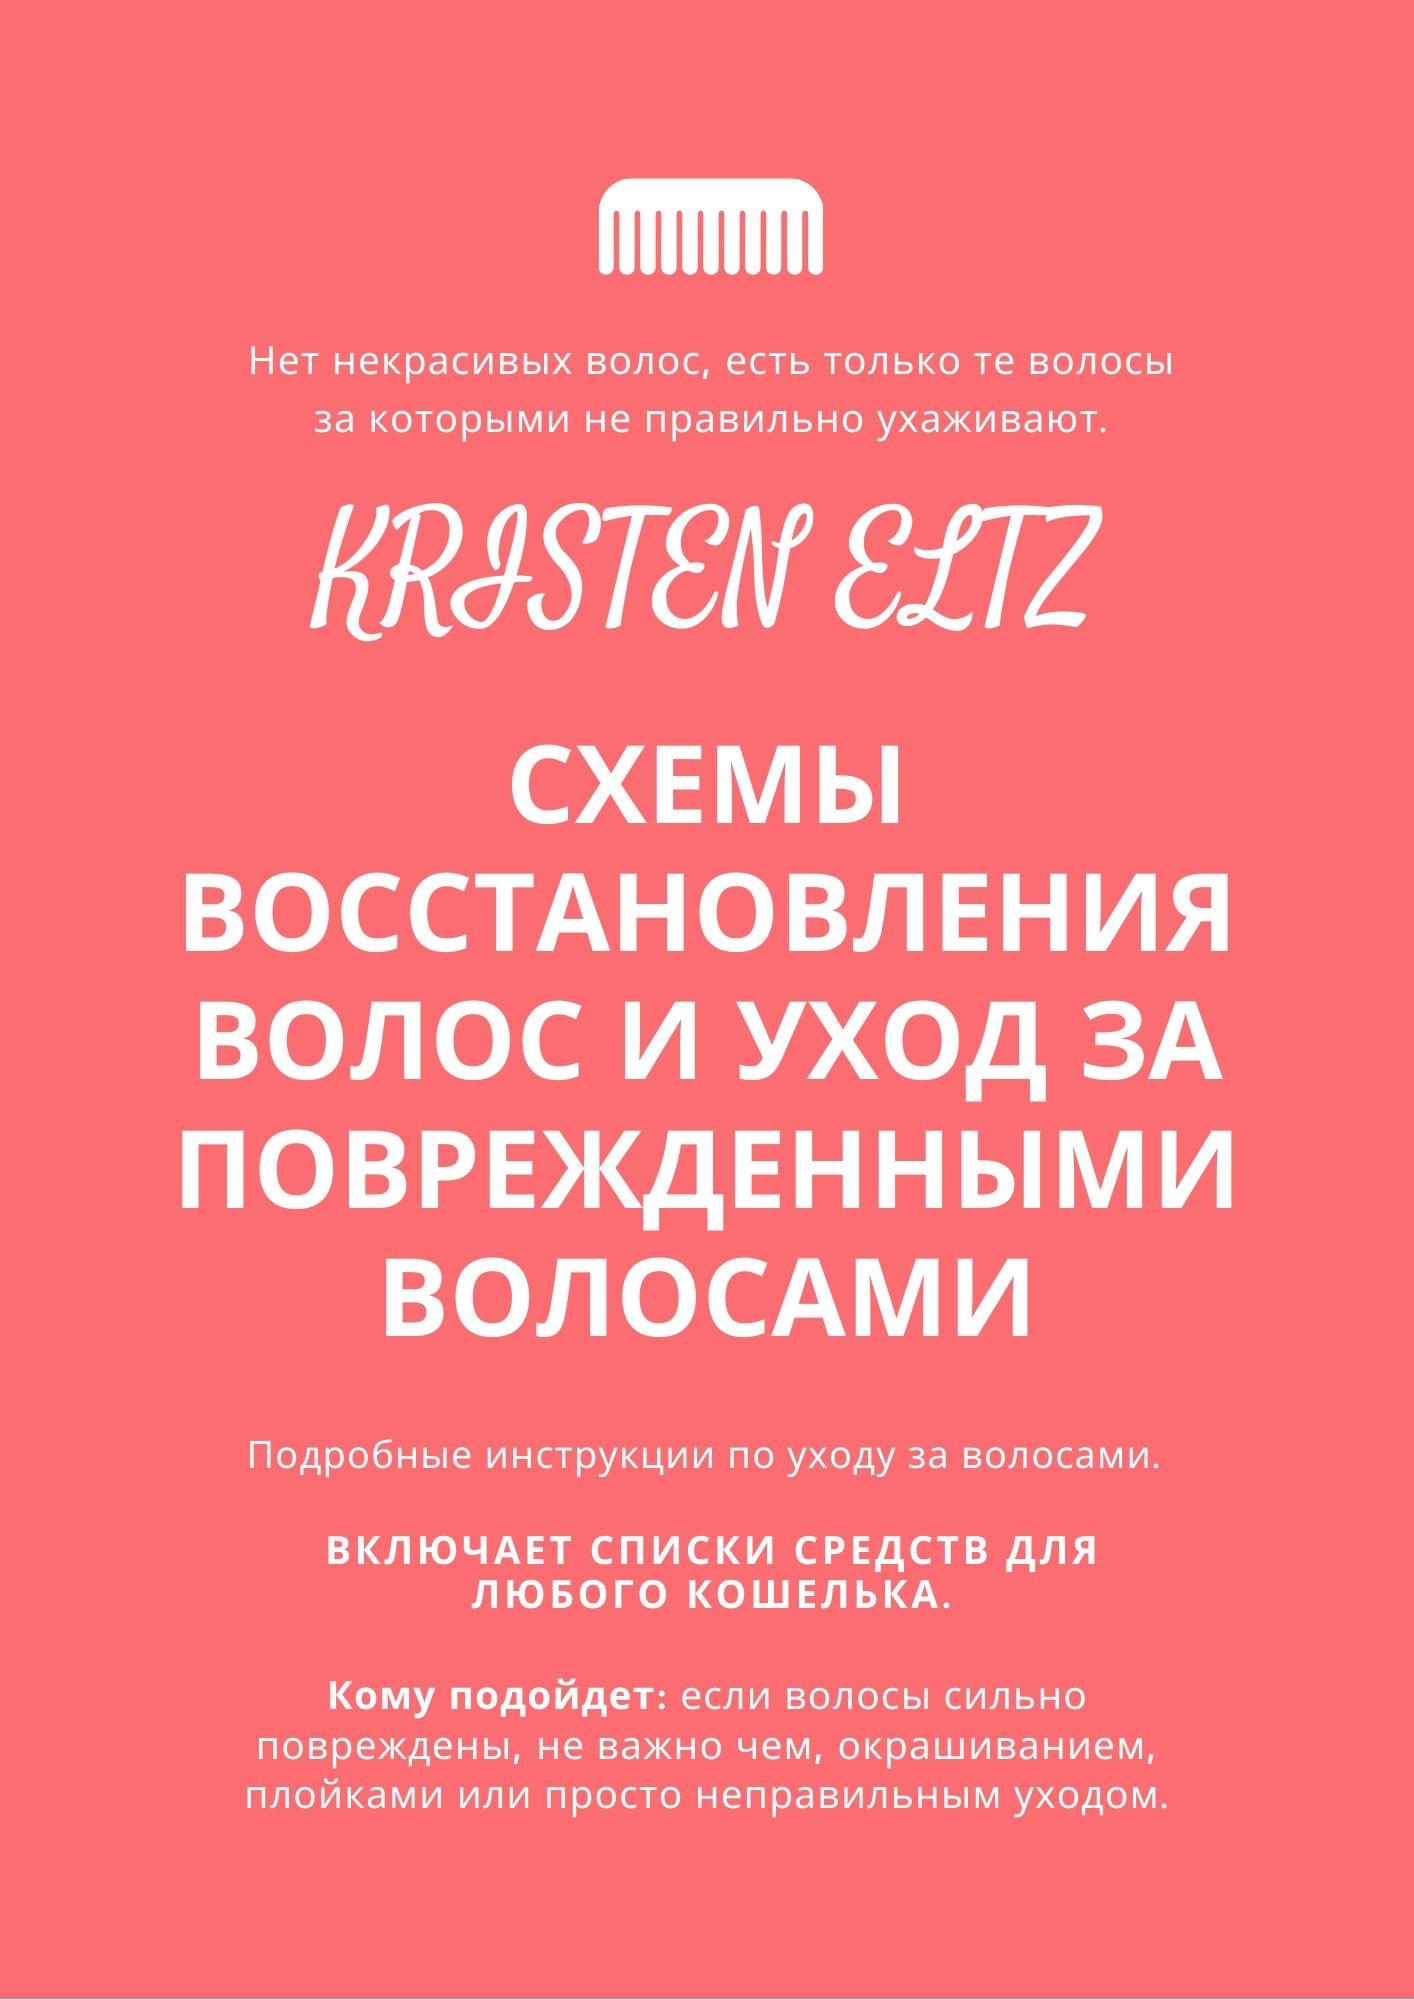 Нет некрасивых волос, есть только те волосы
за которыми не правильно ухаживают.
KRISTEN ELTZ
СХЕМЫ
ВОССТАНОВЛЕНИЯ
ВОЛОС И УХОД ЗА
ПОВРЕЖДЕННЫМИ
ВОЛОСАМИ
Подробные инструкции по уходу за волосами.
ВКЛЮЧАЕТ СПИСКИ СРЕДСТВ ДЛЯ
ЛЮБОГО КОШЕЛЬКА.
Кому подойдет: если волосы сильно
повреждены, не важно чем, окрашиванием,
плойками или просто неправильным уходом.